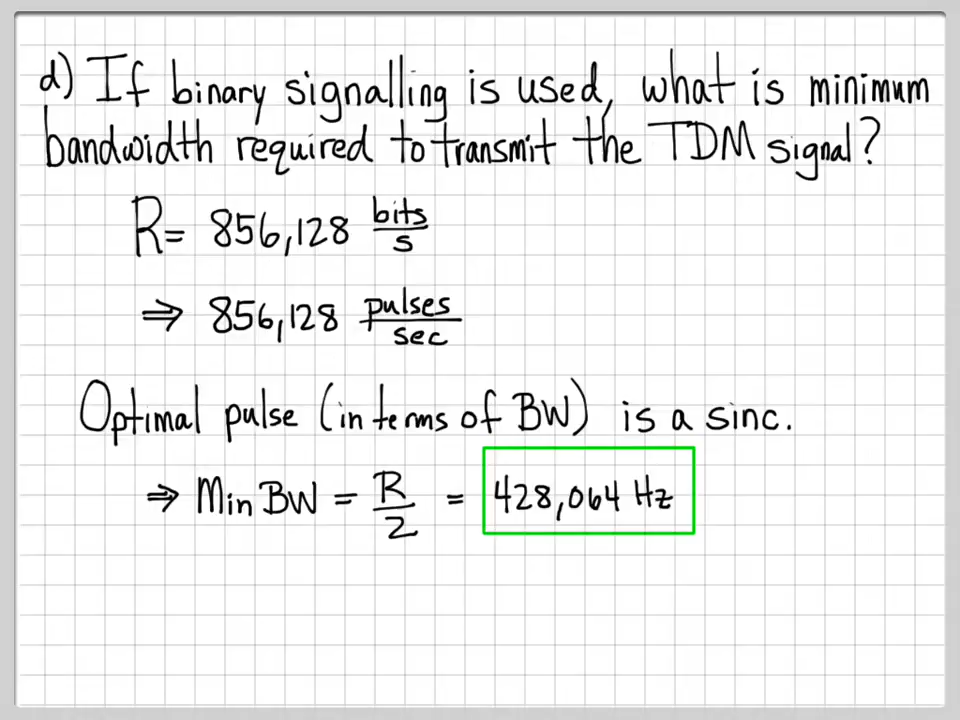 d) If binary signalling is used, what is minimum
bandwidth required to transmit the TDM signal?
R = 856,128 bits/s
⇒ 856,128 pulses/sec
Optimal pulse (in terms of BW) is a sinc.
⇒ Min BW = R/2 = 428,064 Hz